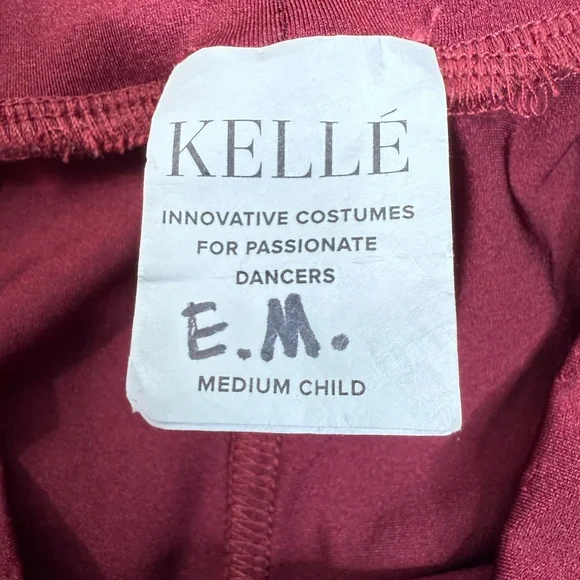 KELLÉ
INNOVATIVE COSTUMES
FOR PASSIONATE
DANCERS
E.M.
MEDIUM CHILD